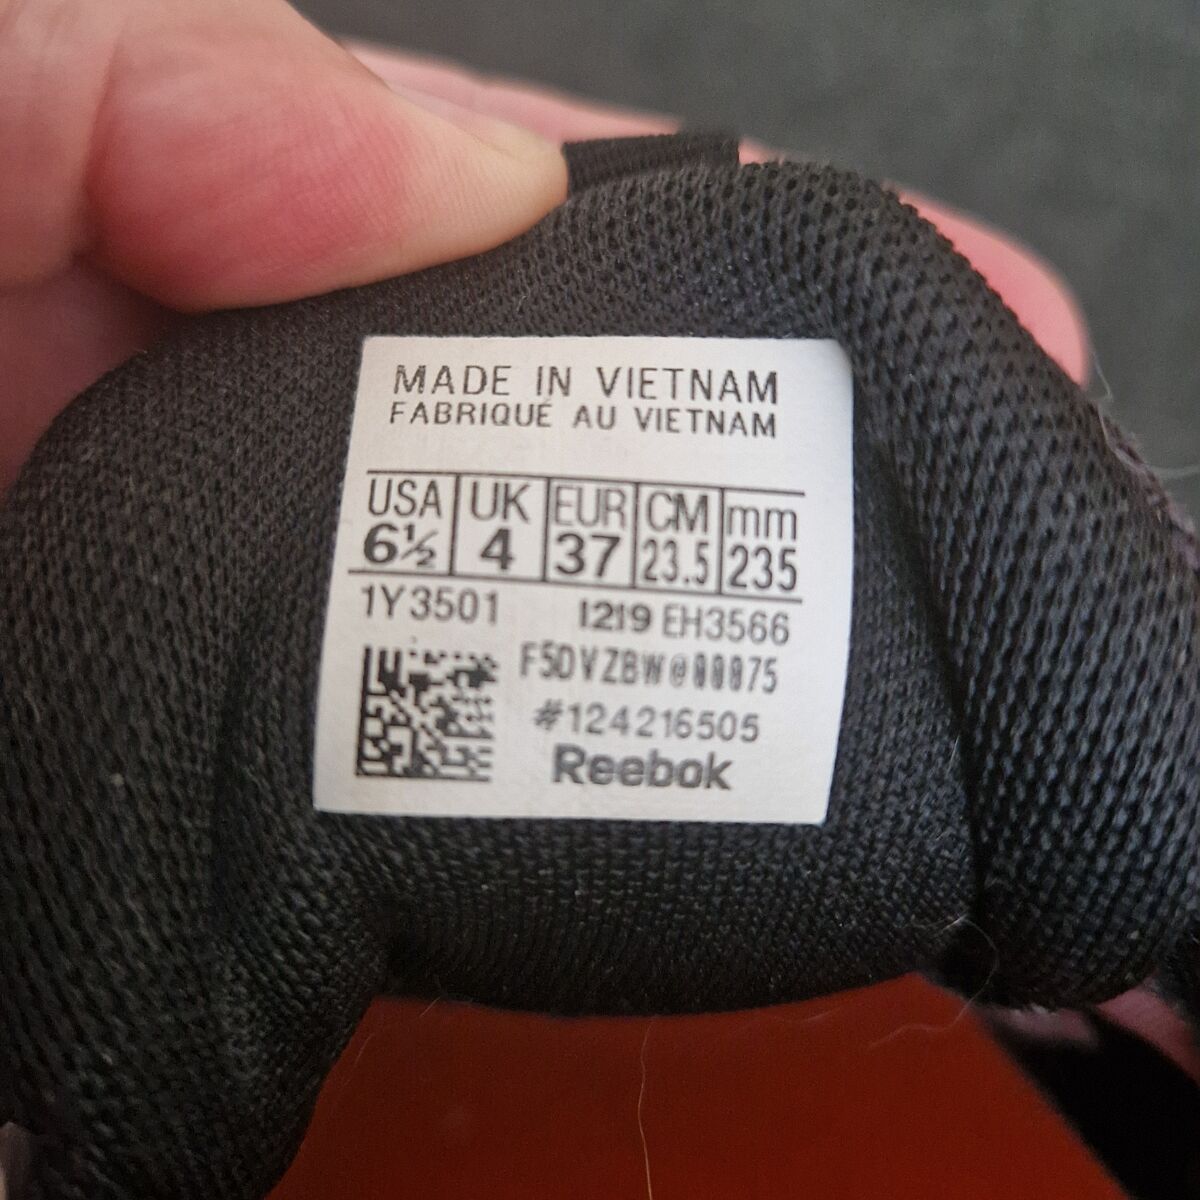 MADE IN VIETNAM
FABRIQUÉ AU VIETNAM
USA UK EUR CM mm
6½ 4 37 23.5 235
1Y3501 1219 EH3566
F5DVZBW@00075
#124216505
Reebok